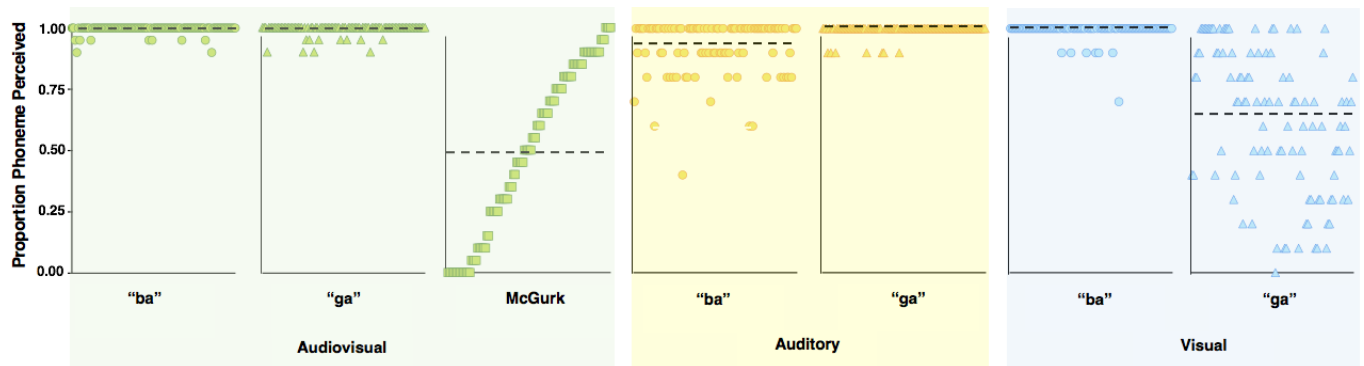 Proportion Phoneme Perceived
1.00
0.75
0.50
0.25
0.00
“ba”
“ga”
McGurk
“ba”
“ga”
“ba”
“ga”
Audiovisual
Auditory
Visual